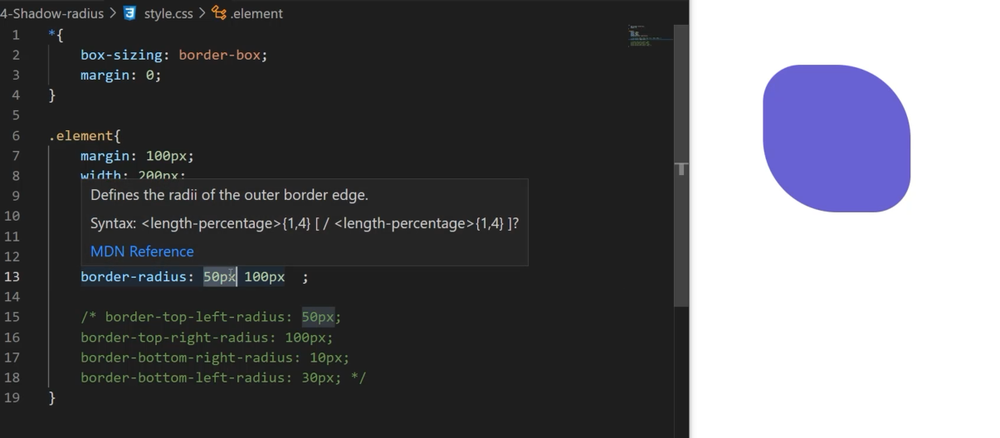 4-Shadow-radius > style.css > .element
1 *{
2 box-sizing: border-box;
3 margin: 0;
4 }
5
6 .element{
7 margin: 100px;
8 width: 200px;
9 Defines the radii of the outer border edge.
10 Syntax: <length-percentage>{1,4} [ / <length-percentage>{1,4} ]?
11
12 MDN Reference
13 border-radius: 50px 100px ;
14
15 /* border-top-left-radius: 50px;
16 border-top-right-radius: 100px;
17 border-bottom-right-radius: 10px;
18 border-bottom-left-radius: 30px; */
19 }